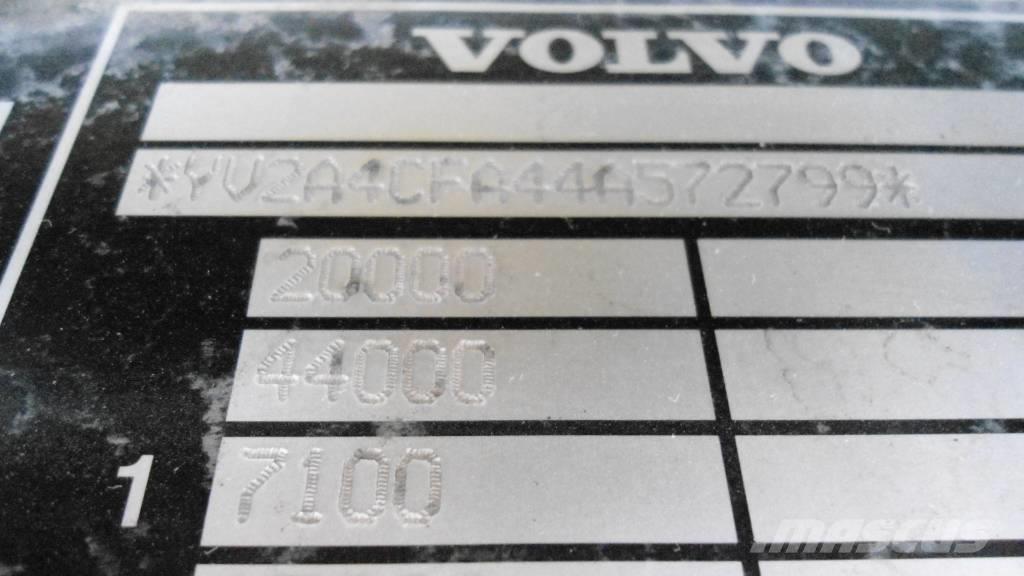 VOLVO
*YV2A4CFA44A572799*
20000
44000
1 7100
mascus